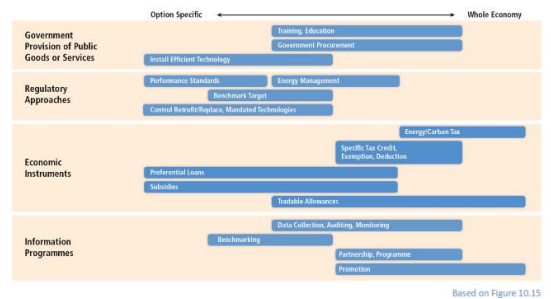 Option Specific
Whole Economy
Government
Provision of Public
Goods or Services
Training, Education
Government Procurement
Install Efficient Technology
Regulatory
Approaches
Performance Standards
Energy Management
Benchmark Target
Control Retrofit/Replace, Mandated Technologies
Economic
Instruments
Energy/Carbon Tax
Specific Tax Credit,
Exemption, Deduction
Preferential Loans
Subsidies
Tradable Allowances
Information
Programmes
Data Collection, Auditing, Monitoring
Benchmarking
Partnership, Programme
Promotion
Based on Figure 10.15